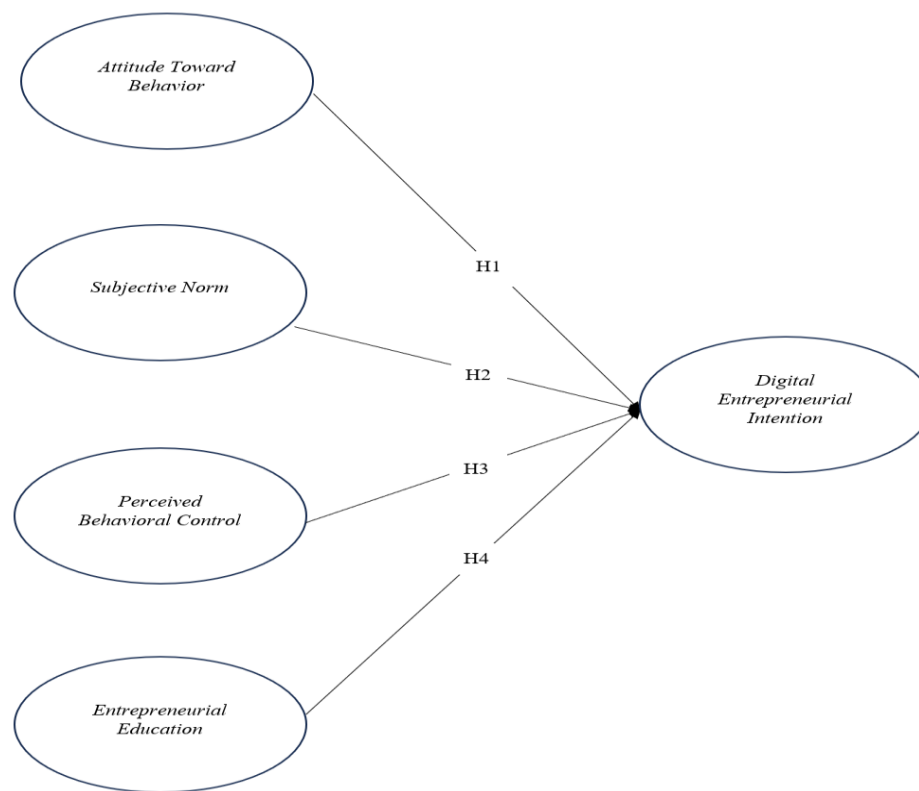 Attitude Toward
Behavior
H1
Subjective Norm
H2
Digital
Entrepreneurial
Intention
H3
Perceived
Behavioral Control
H4
Entrepreneurial
Education